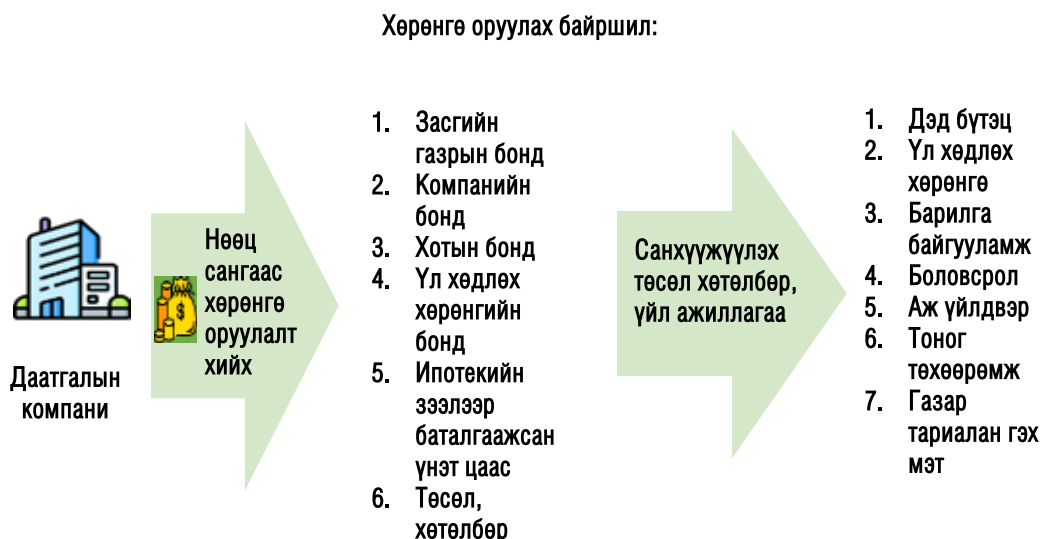 Хөрөнгө оруулах байршил:
Даатгалын
компани
Нөөц
сангаас
хөрөнгө
оруулалт
хийх
1. Засгийн
газрын бонд
2. Компанийн
бонд
3. Хотын бонд
4. Үл хөдлөх
хөрөнгийн
бонд
5. Ипотекийн
зээлээр
баталгаажсан
үнэт цаас
6. Төсөл,
хөтөлбөр
Санхүүжүүлэх
төсөл хөтөлбөр,
үйл ажиллагаа
1. Дэд бүтэц
2. Үл хөдлөх
хөрөнгө
3. Барилга
байгууламж
4. Боловсрол
5. Аж үйлдвэр
6. Тоног
төхөөрөмж
7. Газар
тариалан гэх
мэт